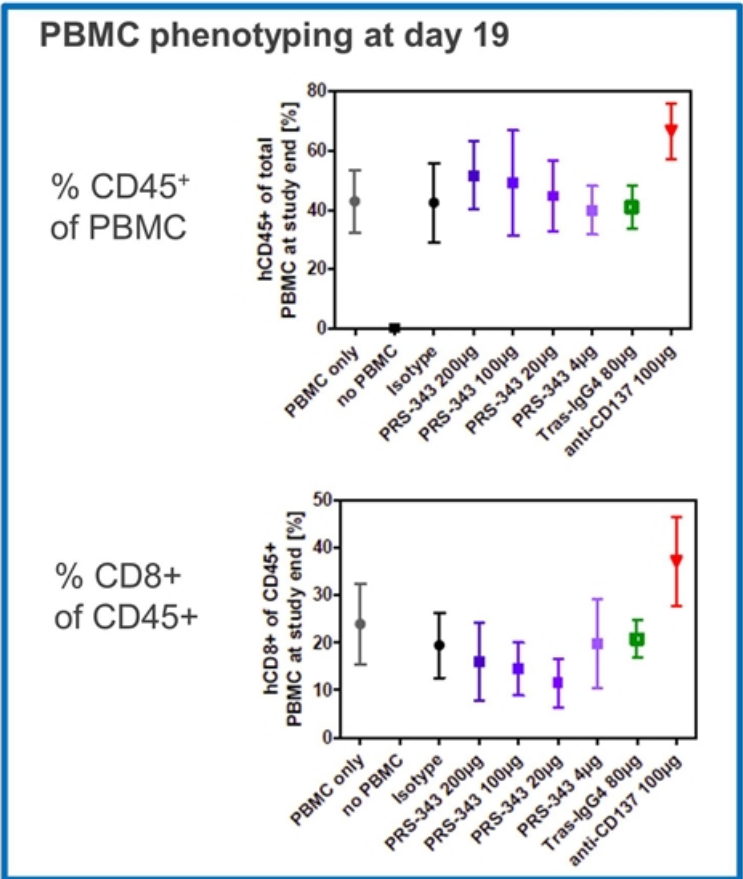 PBMC phenotyping at day 19
% CD45⁺
of PBMC
hCD45+ of total
PBMC at study end [%]
80
60
40
20
0
PBMC only
no PBMC
Isotype
PRS-343 200µg
PRS-343 100µg
PRS-343 20µg
PRS-343 4µg
Tras-IgG4 80µg
anti-CD137 100µg
% CD8+
of CD45+
hCD8+ of CD45+
PBMC at study end [%]
50
40
30
20
10
0
PBMC only
no PBMC
Isotype
PRS-343 200µg
PRS-343 100µg
PRS-343 20µg
PRS-343 4µg
Tras-IgG4 80µg
anti-CD137 100µg